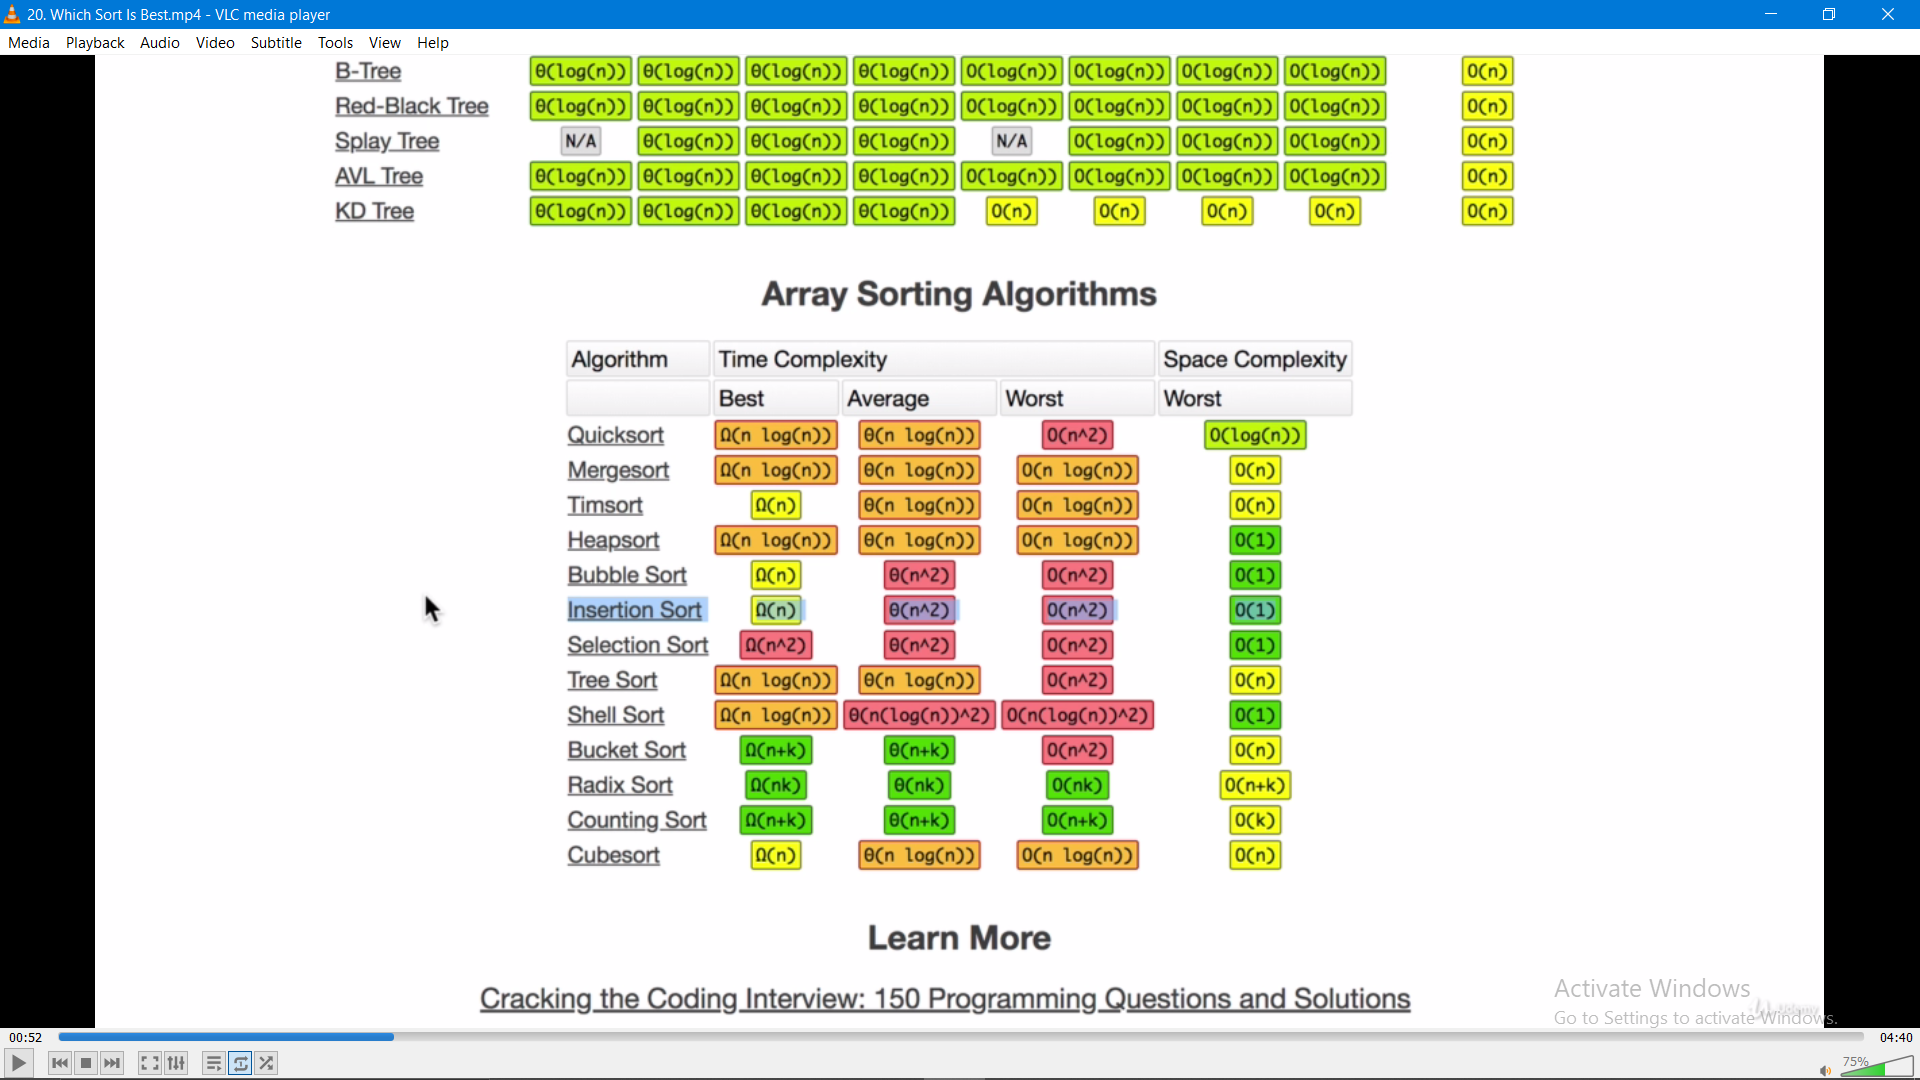 20. Which Sort Is Best.mp4 - VLC media player
Media Playback Audio Video Subtitle Tools View Help
B-Tree θ(log(n)) θ(log(n)) θ(log(n)) θ(log(n)) O(log(n)) O(log(n)) O(log(n)) O(log(n)) O(n)
Red-Black Tree θ(log(n)) θ(log(n)) θ(log(n)) θ(log(n)) O(log(n)) O(log(n)) O(log(n)) O(log(n)) O(n)
Splay Tree N/A θ(log(n)) θ(log(n)) θ(log(n)) N/A O(log(n)) O(log(n)) O(log(n)) O(n)
AVL Tree θ(log(n)) θ(log(n)) θ(log(n)) θ(log(n)) O(log(n)) O(log(n)) O(log(n)) O(log(n)) O(n)
KD Tree θ(log(n)) θ(log(n)) θ(log(n)) θ(log(n)) O(n) O(n) O(n) O(n) O(n)
Array Sorting Algorithms
Algorithm Time Complexity Space Complexity
Best Average Worst Worst
Quicksort Ω(n log(n)) θ(n log(n)) O(n^2) O(log(n))
Mergesort Ω(n log(n)) θ(n log(n)) O(n log(n)) O(n)
Timsort Ω(n) θ(n log(n)) O(n log(n)) O(n)
Heapsort Ω(n log(n)) θ(n log(n)) O(n log(n)) O(1)
Bubble Sort Ω(n) θ(n^2) O(n^2) O(1)
Insertion Sort Ω(n) θ(n^2) O(n^2) O(1)
Selection Sort Ω(n^2) θ(n^2) O(n^2) O(1)
Tree Sort Ω(n log(n)) θ(n log(n)) O(n^2) O(n)
Shell Sort Ω(n log(n)) θ(n(log(n))^2) O(n(log(n))^2) O(1)
Bucket Sort Ω(n+k) θ(n+k) O(n^2) O(n)
Radix Sort Ω(nk) θ(nk) O(nk) O(n+k)
Counting Sort Ω(n+k) θ(n+k) O(n+k) O(k)
Cubesort Ω(n) θ(n log(n)) O(n log(n)) O(n)
Learn More
Cracking the Coding Interview: 150 Programming Questions and Solutions
Activate Windows
Go to Settings to activate Windows.
00:52 04:40
75%